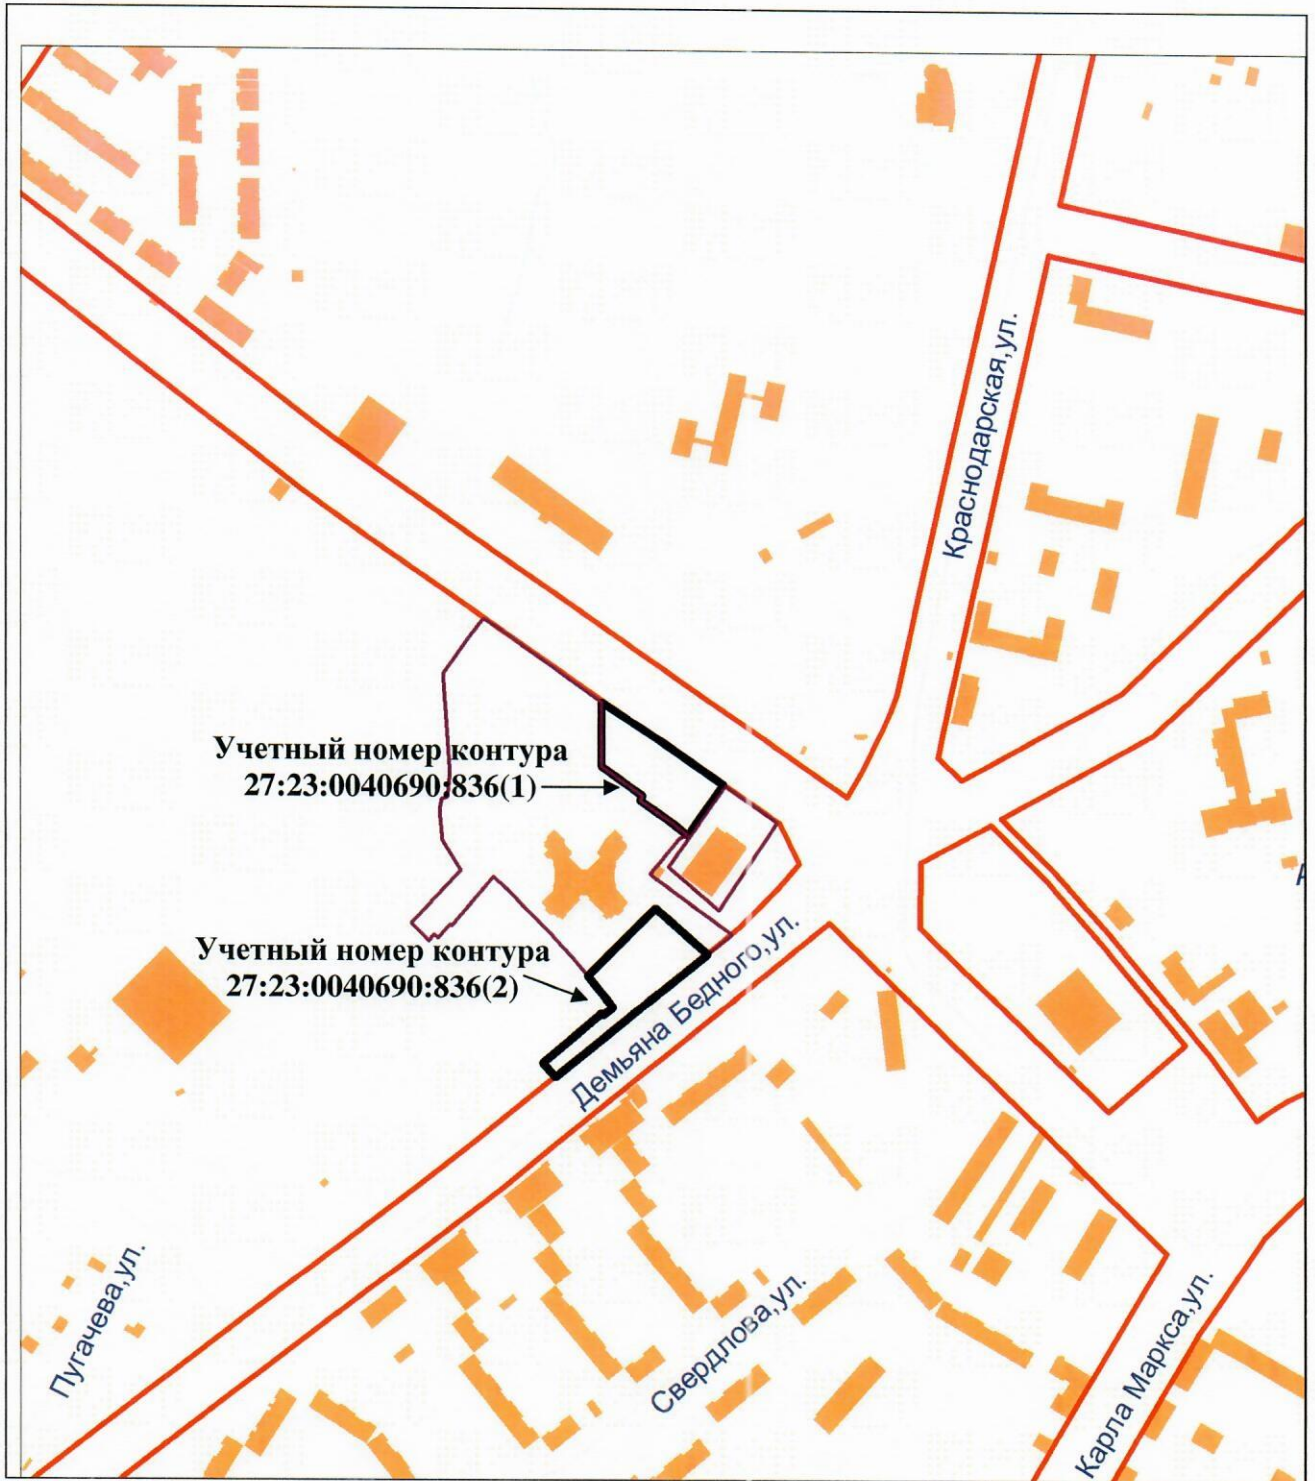 Краснодарская,ул.
Учетный номер контура
27:23:0040690:836(1)
Учетный номер контура
27:23:0040690:836(2)
Демьяна Бедного,ул.
Пугачева,ул.
Свердлова,ул.
Карла Маркса,ул.